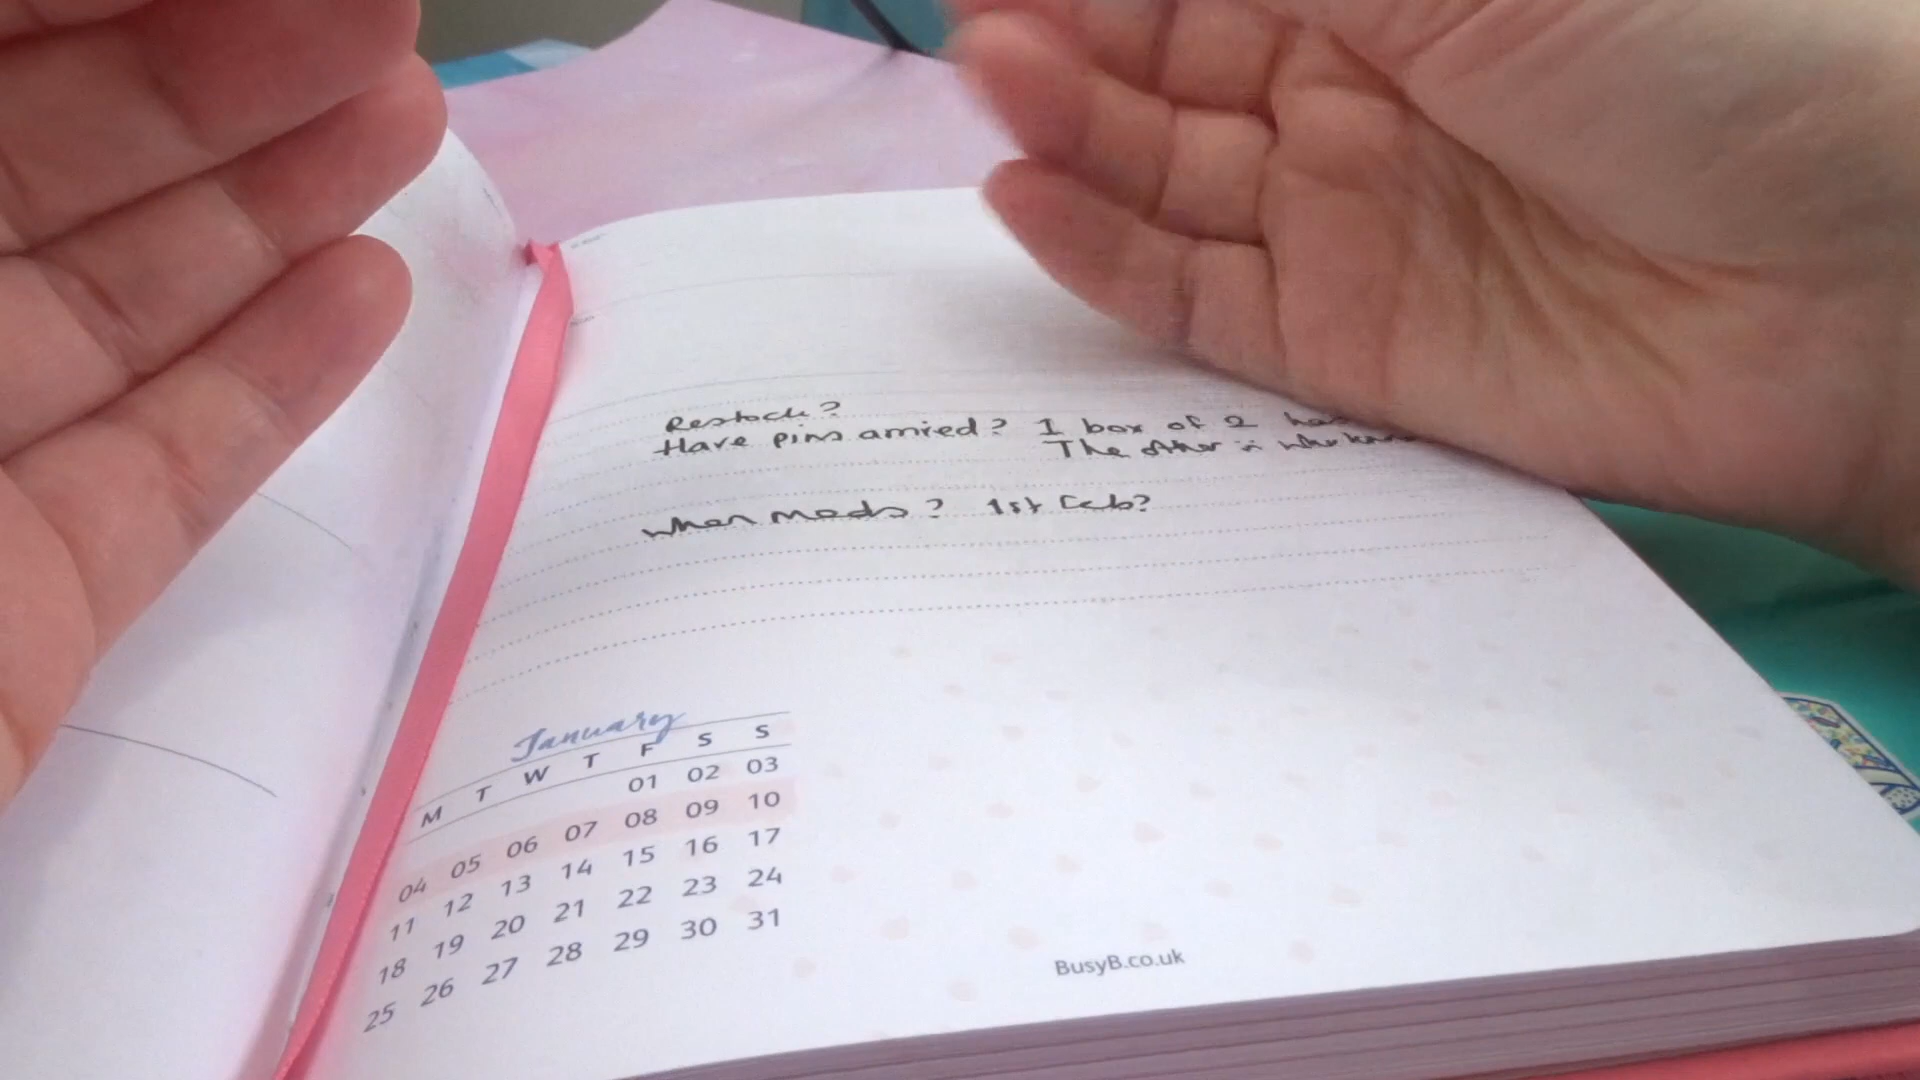 Restock?
Have pins arrived? 1 box of 2
The other is
When meds? 1st Feb?
January
M T W T F S S
01 02 03
04 05 06 07 08 09 10
11 12 13 14 15 16 17
18 19 20 21 22 23 24
25 26 27 28 29 30 31
BusyB.co.uk